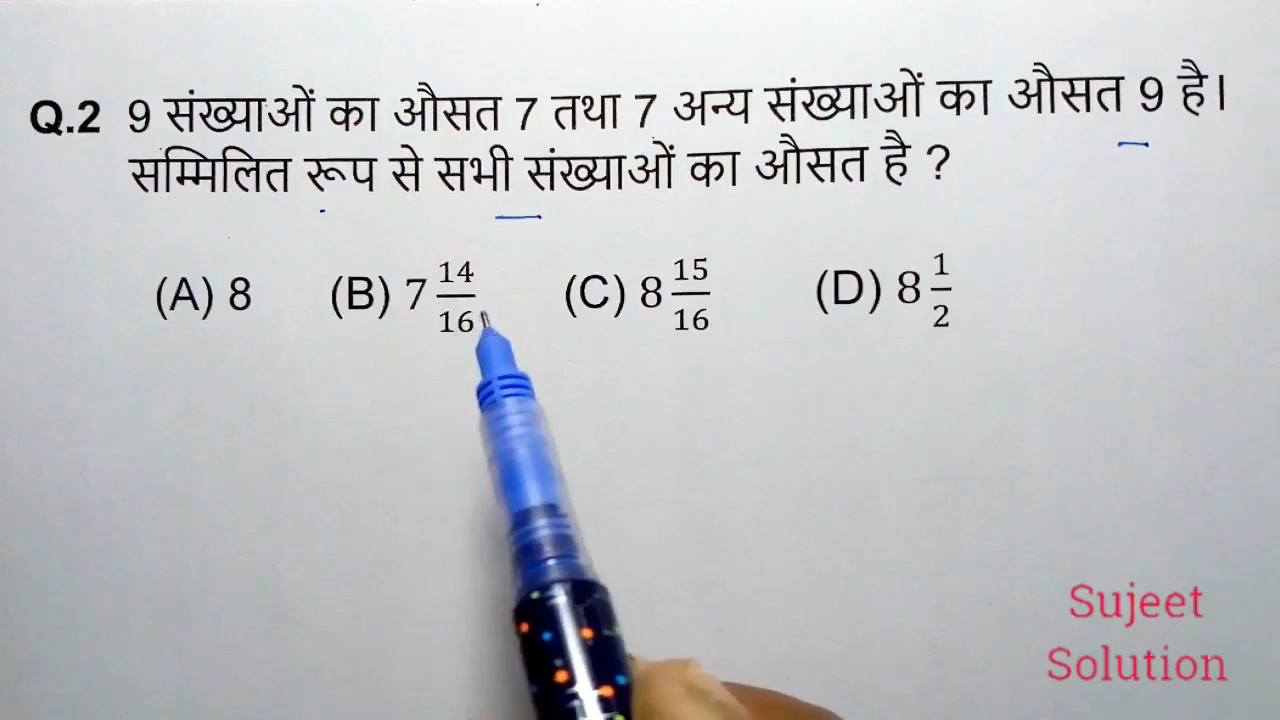 Q.2 9 संख्याओं का औसत 7 तथा 7 अन्य संख्याओं का औसत 9 है।
सम्मिलित रूप से सभी संख्याओं का औसत है ?
(A) 8 (B) 7 14/16 (C) 8 15/16 (D) 8 1/2
Sujeet
Solution